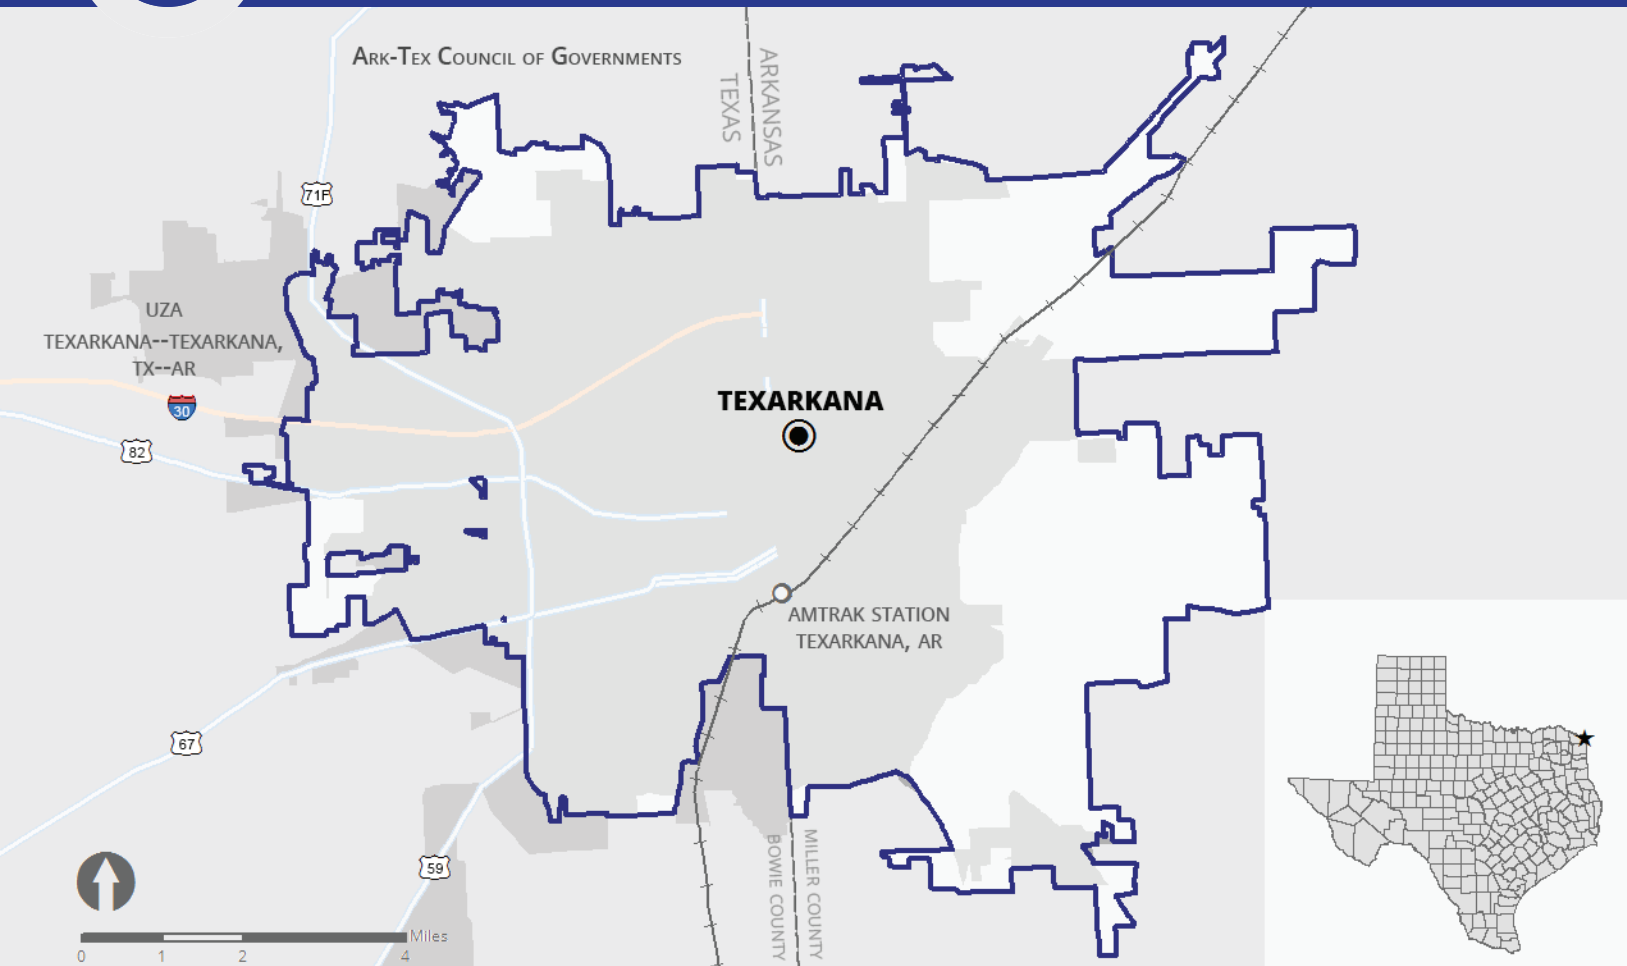 ARK-TEX COUNCIL OF GOVERNMENTS
TEXAS
ARKANSAS
71F
UZA
TEXARKANA--TEXARKANA,
TX--AR
30
82
TEXARKANA
AMTRAK STATION
TEXARKANA, AR
67
59
BOWIE COUNTY
MILLER COUNTY
Miles
0 1 2 4